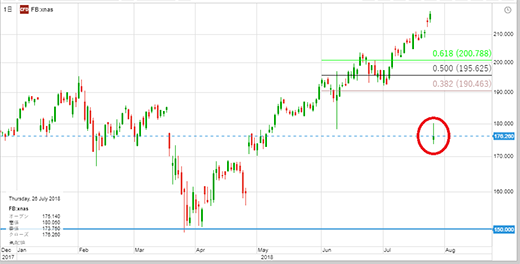 1日 CFD FB:xnas
210.000
0.618 (200.788)
200.000
0.500 (195.625)
0.382 (190.463)
190.000
180.000
176.260
170.000
160.000
150.000
Thursday, 26 July 2018
FB:xnas
オープン 175.140
高値 180.050
安値 173.750
クローズ 176.260
Dec Jan Feb Mar Apr May Jun Jul Aug
2017 2018